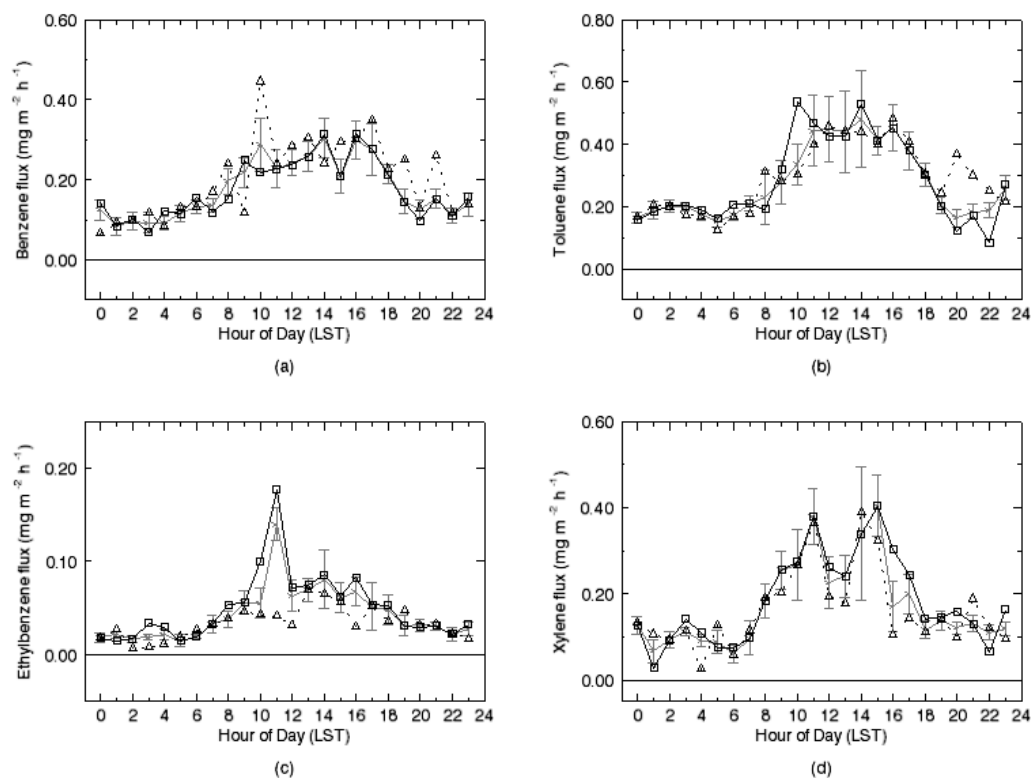 0.60
0.40
0.20
0.00
Benzene flux (mg m⁻² h⁻¹)
0 2 4 6 8 10 12 14 16 18 20 22 24
Hour of Day (LST)
(a)
0.80
0.60
0.40
0.20
0.00
Toluene flux (mg m⁻² h⁻¹)
0 2 4 6 8 10 12 14 16 18 20 22 24
Hour of Day (LST)
(b)
0.20
0.10
0.00
Ethylbenzene flux (mg m⁻² h⁻¹)
0 2 4 6 8 10 12 14 16 18 20 22 24
Hour of Day (LST)
(c)
0.60
0.40
0.20
0.00
Xylene flux (mg m⁻² h⁻¹)
0 2 4 6 8 10 12 14 16 18 20 22 24
Hour of Day (LST)
(d)